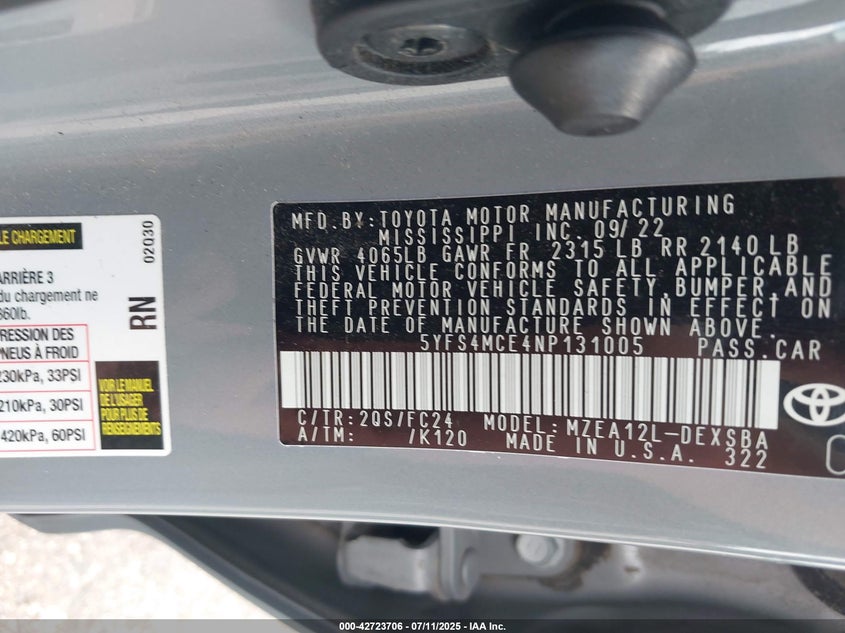 LE CHARGEMENT
02Q30
ARRIÈRE 3
du chargement ne
860lb.
RN
PRESSION DES
PNEUS À FROID
230kPa, 33PSI
210kPa, 30PSI
420kPa, 60PSI
VOIR LE MANUEL
DE L'USAGER
POUR PLUS DE
RENSEIGNEMENTS
MFD. BY: TOYOTA MOTOR MANUFACTURING
MISSISSIPPI INC. 09/22
GVWR 4065LB GAWR FR 2315 LB RR 2140 LB
THIS VEHICLE CONFORMS TO ALL APPLICABLE
FEDERAL MOTOR VEHICLE SAFETY, BUMPER AND
THEFT PREVENTION STANDARDS IN EFFECT ON
THE DATE OF MANUFACTURE SHOWN ABOVE.
5YFS4MCE4NP131005 PASS.CAR
C/TR: 2QS/FC24 MODEL: MZEA12L-DEXSBA
A/TM: /K120 MADE IN U.S.A. 322
000-42723706 - 07/11/2025 - IAA Inc.